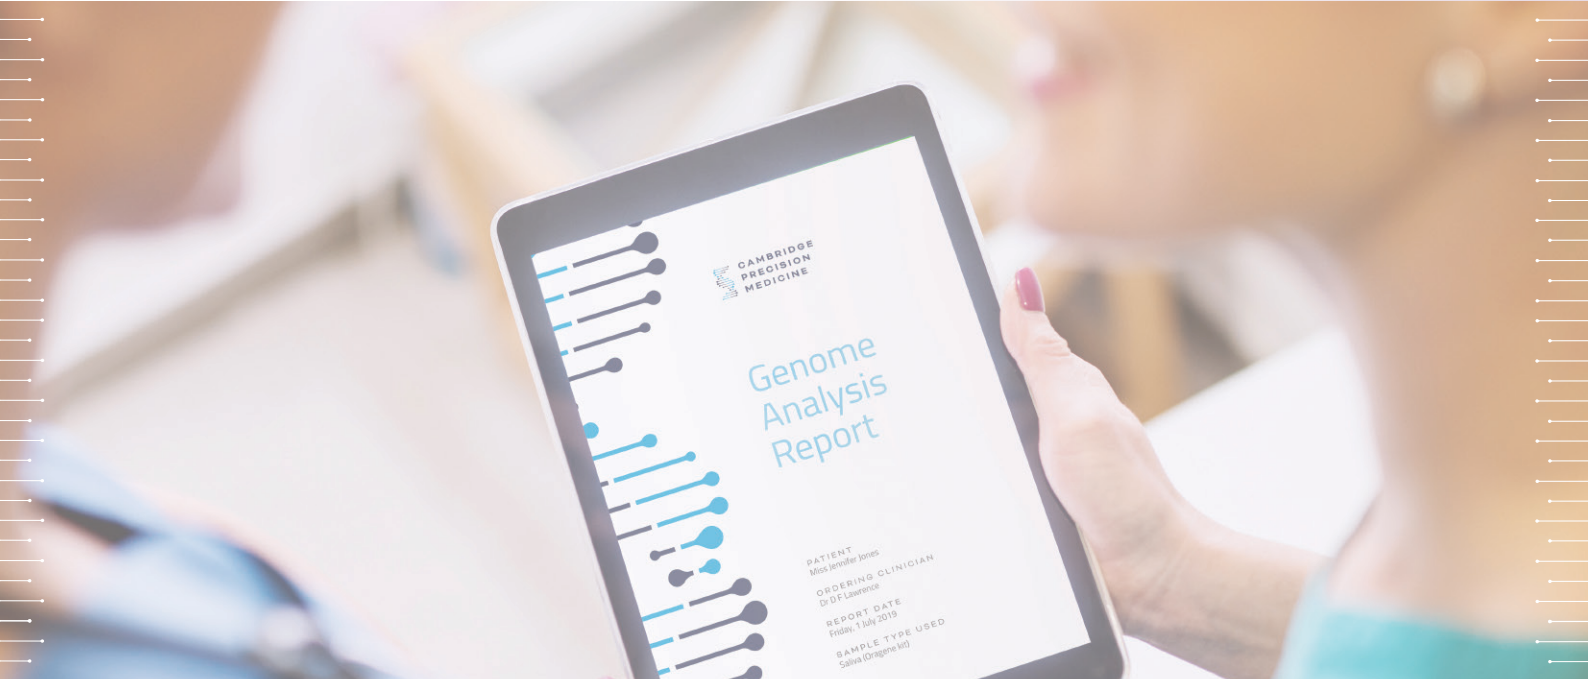 CAMBRIDGE
PRECISION
MEDICINE
Genome
Analysis
Report
PATIENT
Miss Jennifer Jones
ORDERING CLINICIAN
Dr D F Lawrence
REPORT DATE
Friday, 1 July 2019
SAMPLE TYPE USED
Saliva (Oragene kit)